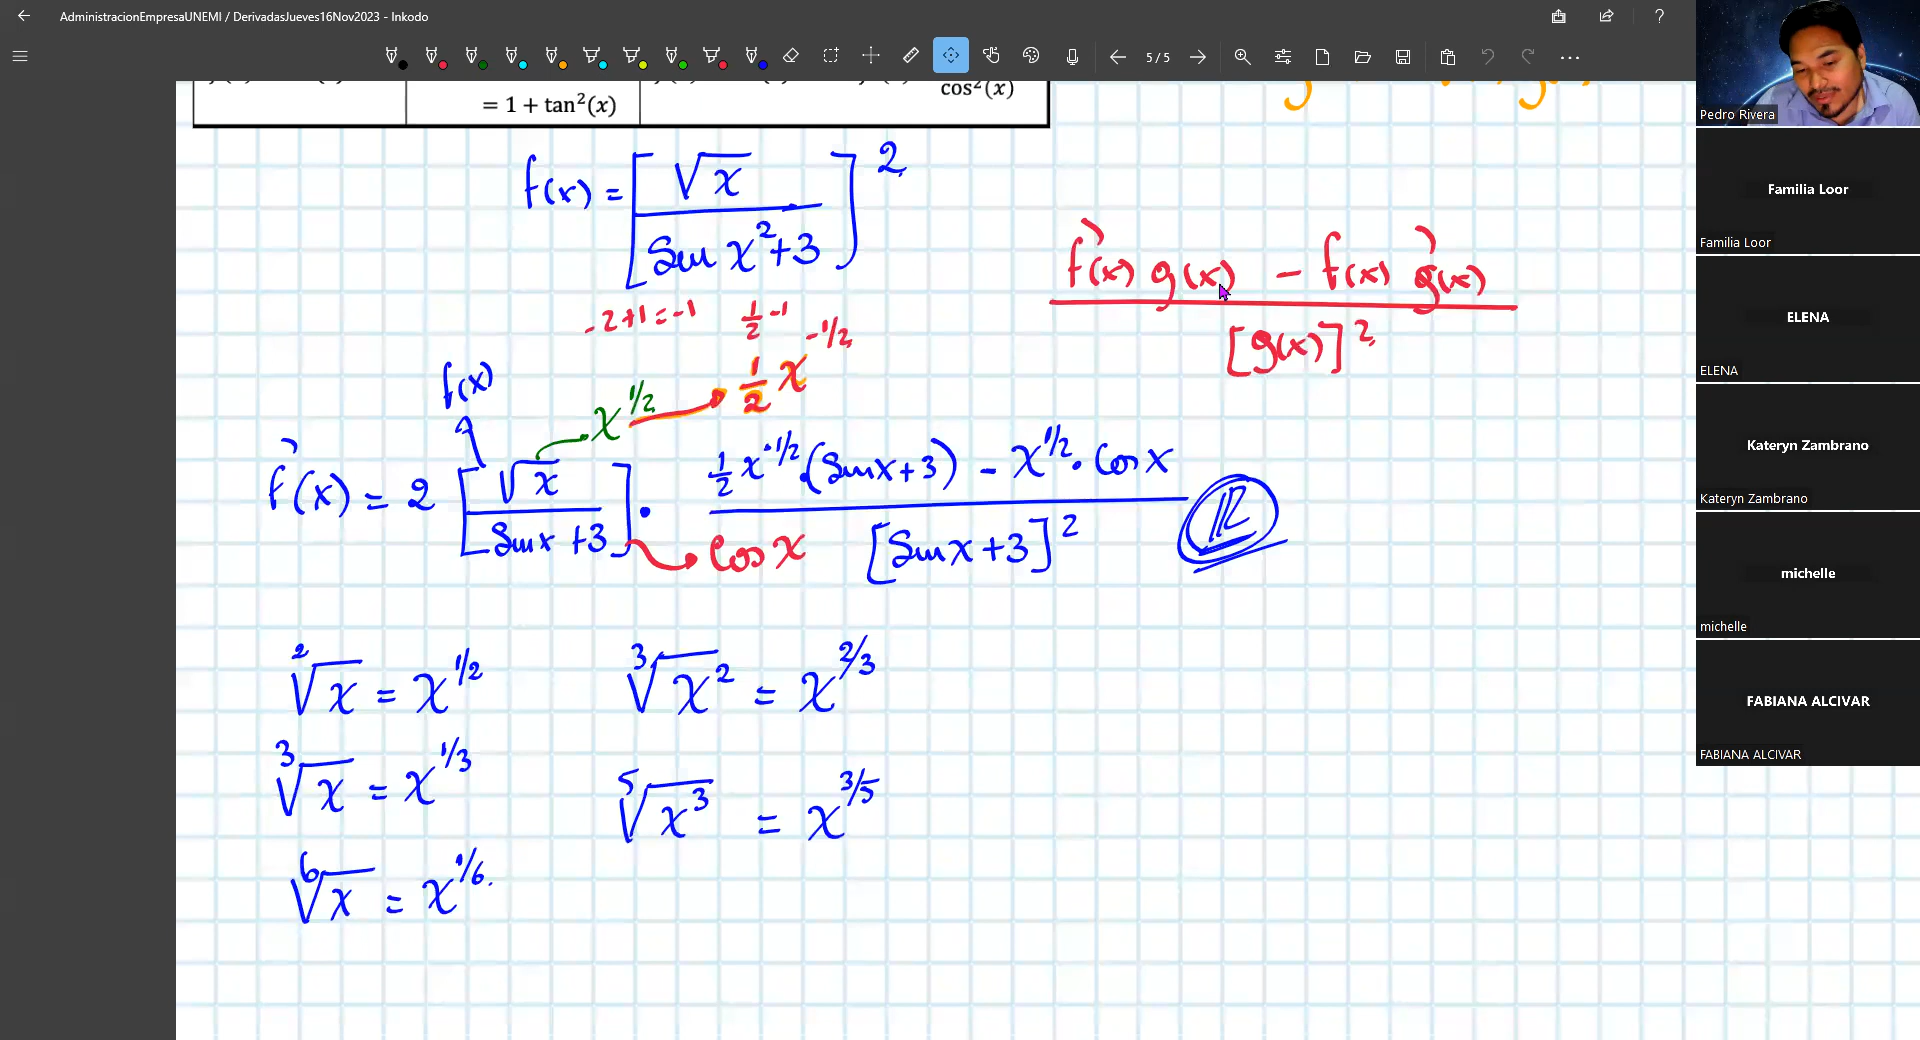 AdministracionEmpresaUNEMI / DerivadasJueves16Nov2023 - Inkodo
5/5
= 1 + tan²(x)
cos²(x)
f(x) = [√x / Sen x² + 3]²
f'(x) g(x) - f(x) g'(x)
[g(x)]²
-2+1=-1
1/2 -1
f(x)
x^1/2
1/2 x^-1/2
f'(x) = 2 [√x / Sen x + 3] · 1/2 x^-1/2 · (Sen x + 3) - x^1/2 · Cos x / [Sen x + 3]²
Cos x
²√x = x^1/2
³√x² = x^2/3
³√x = x^1/3
⁵√x³ = x^3/5
⁶√x = x^1/6.
Pedro Rivera
Familia Loor
Familia Loor
ELENA
ELENA
Kateryn Zambrano
Kateryn Zambrano
michelle
michelle
FABIANA ALCIVAR
FABIANA ALCIVAR